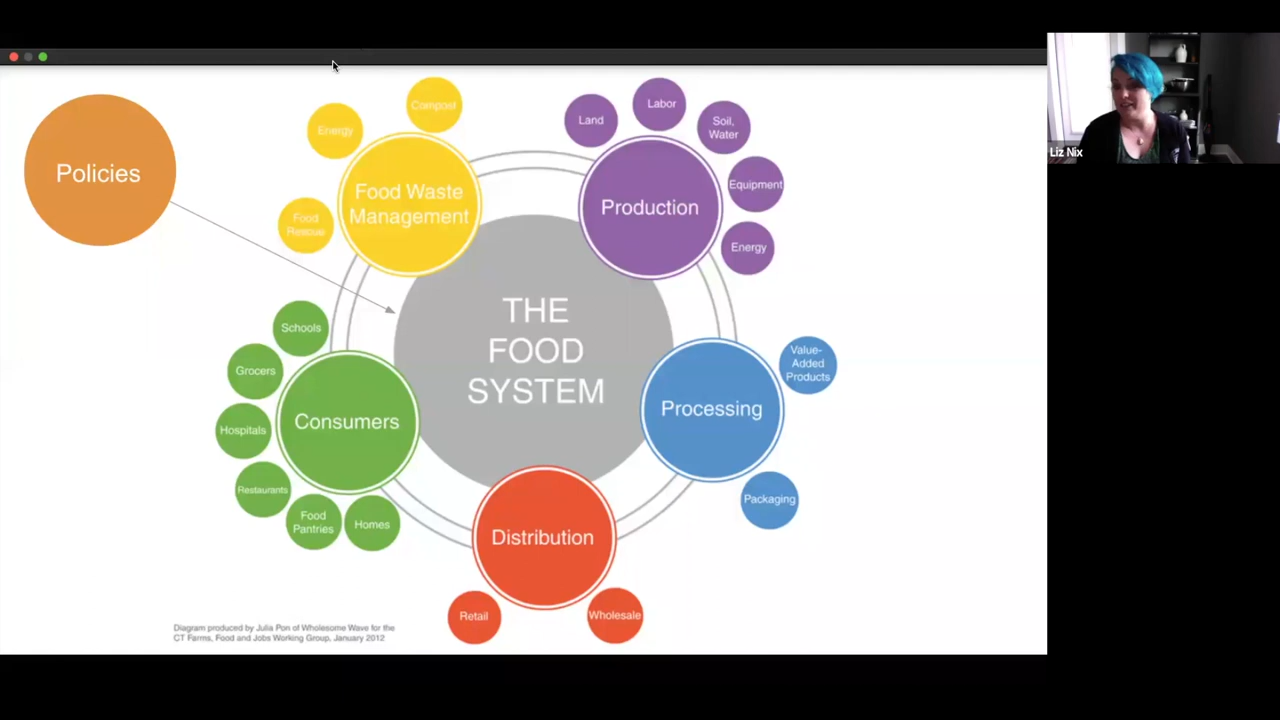 Policies
Compost
Energy
Food Waste
Management
Food
Rescue
Land
Labor
Soil,
Water
Equipment
Energy
Production
THE
FOOD
SYSTEM
Schools
Grocers
Hospitals
Restaurants
Food
Pantries
Homes
Consumers
Value-
Added
Products
Processing
Packaging
Distribution
Retail
Wholesale
Diagram produced by Julia Pon of Wholesome Wave for the
CT Farms, Food and Jobs Working Group, January 2012
Liz Nix